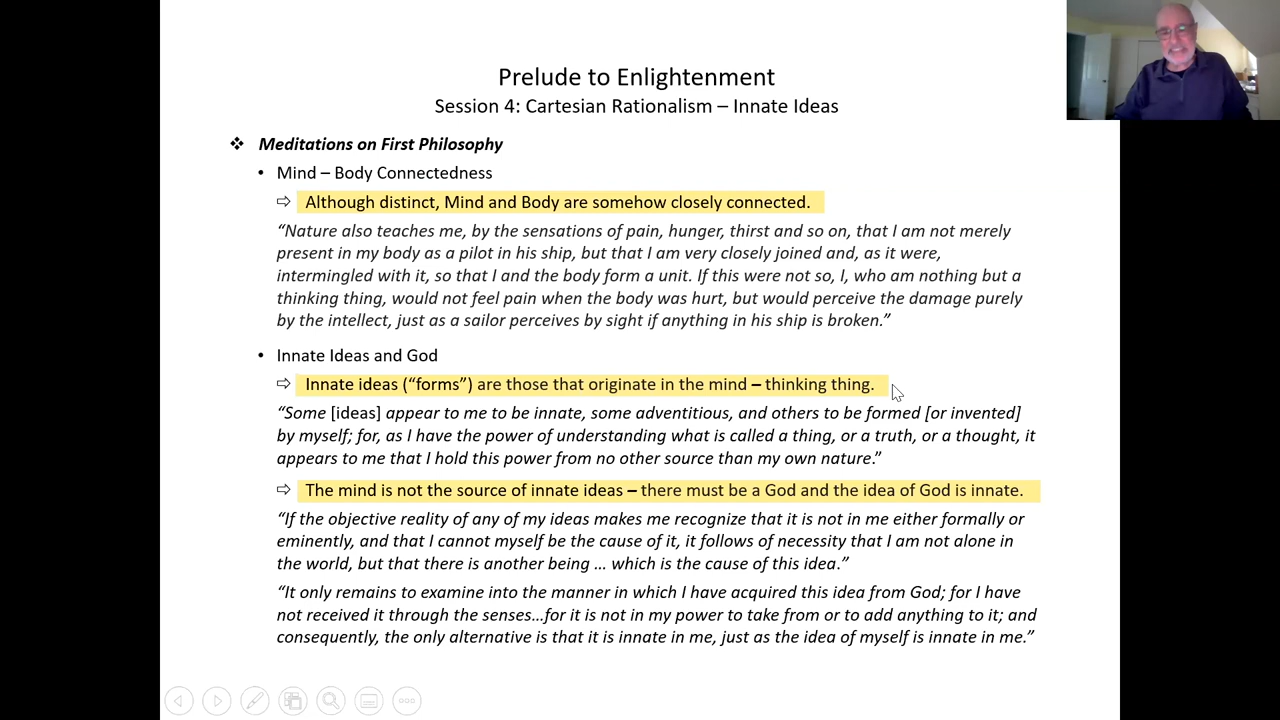 Prelude to Enlightenment
Session 4: Cartesian Rationalism – Innate Ideas
❖ Meditations on First Philosophy
• Mind – Body Connectedness
⇨ Although distinct, Mind and Body are somehow closely connected.
“Nature also teaches me, by the sensations of pain, hunger, thirst and so on, that I am not merely
present in my body as a pilot in his ship, but that I am very closely joined and, as it were,
intermingled with it, so that I and the body form a unit. If this were not so, I, who am nothing but a
thinking thing, would not feel pain when the body was hurt, but would perceive the damage purely
by the intellect, just as a sailor perceives by sight if anything in his ship is broken.”
• Innate Ideas and God
⇨ Innate ideas (“forms”) are those that originate in the mind – thinking thing.
“Some [ideas] appear to me to be innate, some adventitious, and others to be formed [or invented]
by myself; for, as I have the power of understanding what is called a thing, or a truth, or a thought, it
appears to me that I hold this power from no other source than my own nature.”
⇨ The mind is not the source of innate ideas – there must be a God and the idea of God is innate.
“If the objective reality of any of my ideas makes me recognize that it is not in me either formally or
eminently, and that I cannot myself be the cause of it, it follows of necessity that I am not alone in
the world, but that there is another being … which is the cause of this idea.”
“It only remains to examine into the manner in which I have acquired this idea from God; for I have
not received it through the senses…for it is not in my power to take from or to add anything to it; and
consequently, the only alternative is that it is innate in me, just as the idea of myself is innate in me.”